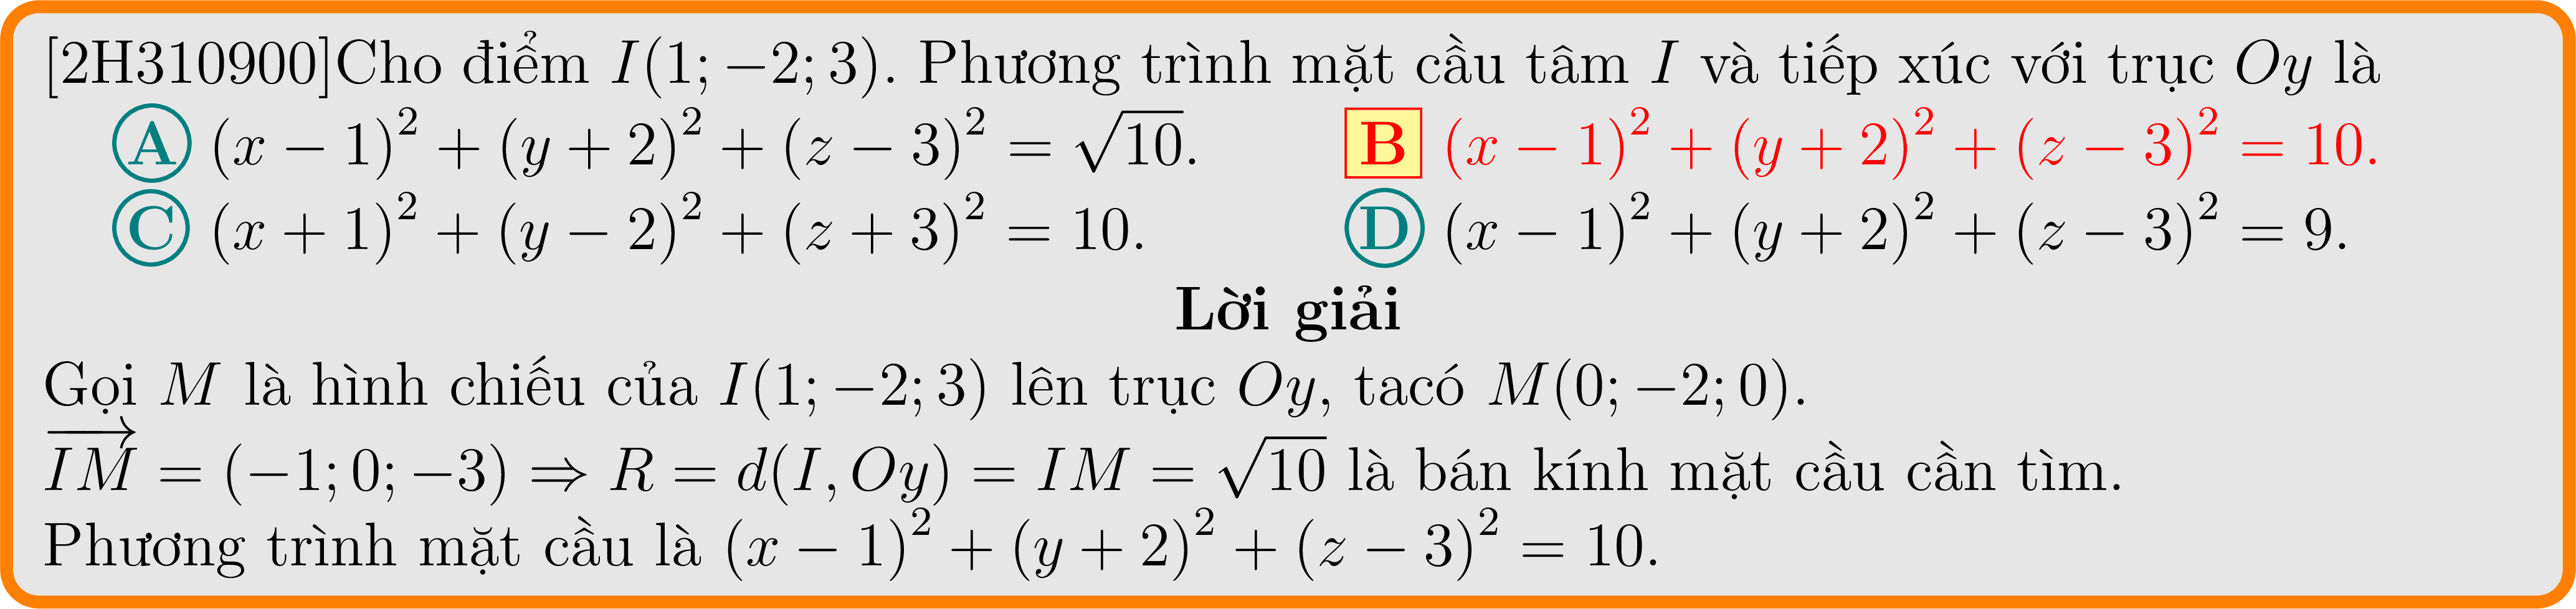 [2H310900]Cho điểm I(1; −2; 3). Phương trình mặt cầu tâm I và tiếp xúc với trục Oy là
A (x − 1)² + (y + 2)² + (z − 3)² = √10. B (x − 1)² + (y + 2)² + (z − 3)² = 10.
C (x + 1)² + (y − 2)² + (z + 3)² = 10. D (x − 1)² + (y + 2)² + (z − 3)² = 9.
Lời giải
Gọi M là hình chiếu của I(1; −2; 3) lên trục Oy, tacó M(0; −2; 0).
$\overrightarrow{IM}$ = (−1; 0; −3) ⇒ R = d(I, Oy) = IM = √10 là bán kính mặt cầu cần tìm.
Phương trình mặt cầu là (x − 1)² + (y + 2)² + (z − 3)² = 10.